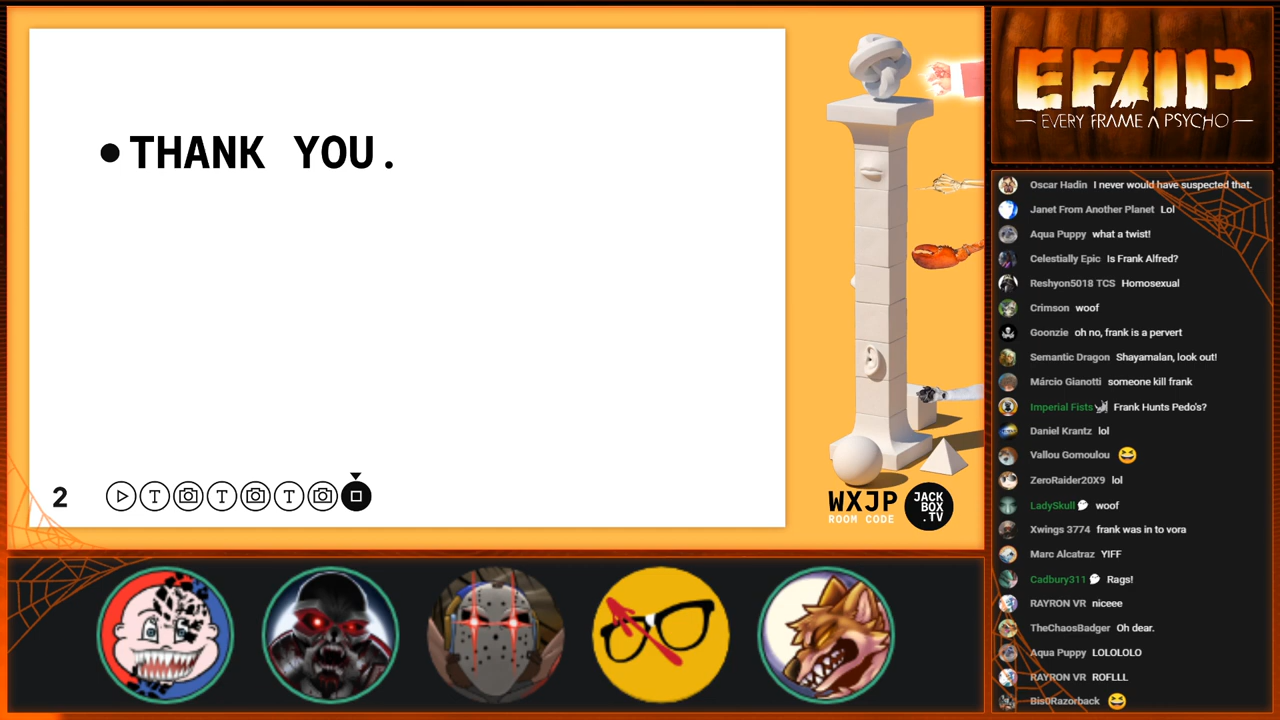 ●THANK YOU.
2
T
T
T
WXJP
ROOM CODE
JACK
BOX
.TV
EFAP
EVERY FRAME A PSYCHO
Oscar Hadin I never would have suspected that.
Janet From Another Planet Lol
Aqua Puppy what a twist!
Celestially Epic Is Frank Alfred?
Reshyon5018 TCS Homosexual
Crimson woof
Goonzie oh no, frank is a pervert
Semantic Dragon Shayamalan, look out!
Márcio Gianotti someone kill frank
Imperial Fists Frank Hunts Pedo's?
Daniel Krantz lol
Vallou Gomoulou 😆
ZeroRaider20X9 lol
LadySkull woof
Xwings 3774 frank was in to vora
Marc Alcatraz YIFF
Cadbury311 Rags!
RAYRON VR niceee
TheChaosBadger Oh dear.
Aqua Puppy LOLOLOLO
RAYRON VR ROFLLL
Bis0Razorback 😆